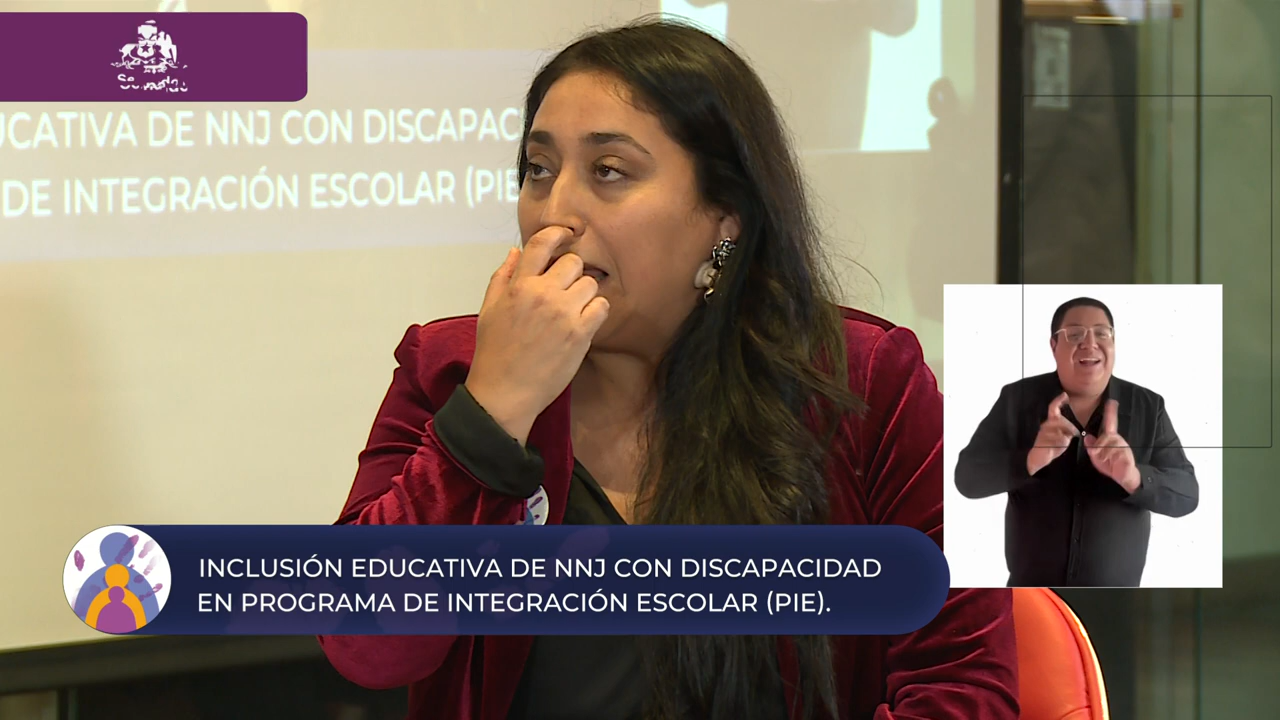 UCATIVA DE NNJ CON DISCAPAC
DE INTEGRACIÓN ESCOLAR (PIE
INCLUSIÓN EDUCATIVA DE NNJ CON DISCAPACIDAD
EN PROGRAMA DE INTEGRACIÓN ESCOLAR (PIE).